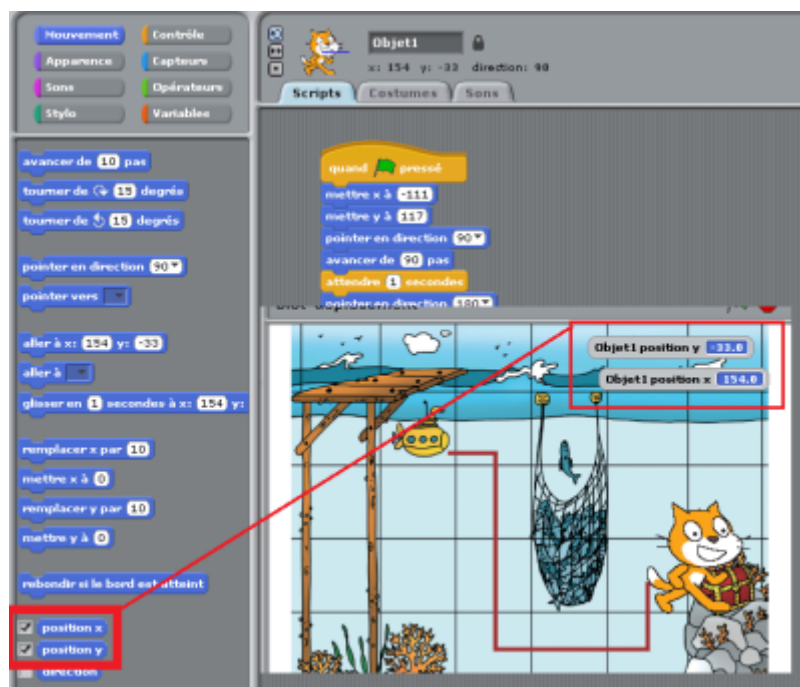 Mouvement
Contrôle
Apparence
Capteurs
Sons
Opérateurs
Stylo
Variables
Objet1
x: 154 y: -33 direction: 90
Scripts
Costumes
Sons
avancer de 10 pas
tourner de 15 degrés
tourner de 15 degrés
pointer en direction 90
pointer vers
aller à x: 154 y: -33
aller à
glisser en 1 secondes à x: 154 y:
remplacer x par 10
mettre x à 0
remplacer y par 10
mettre y à 0
rebondir si le bord est atteint
position x
position y
direction
quand pressé
mettre x à -111
mettre y à 117
pointer en direction 90
avancer de 90 pas
attendre 1 secondes
pointer en direction 180
Objet1 position y -33.0
Objet1 position x 154.0